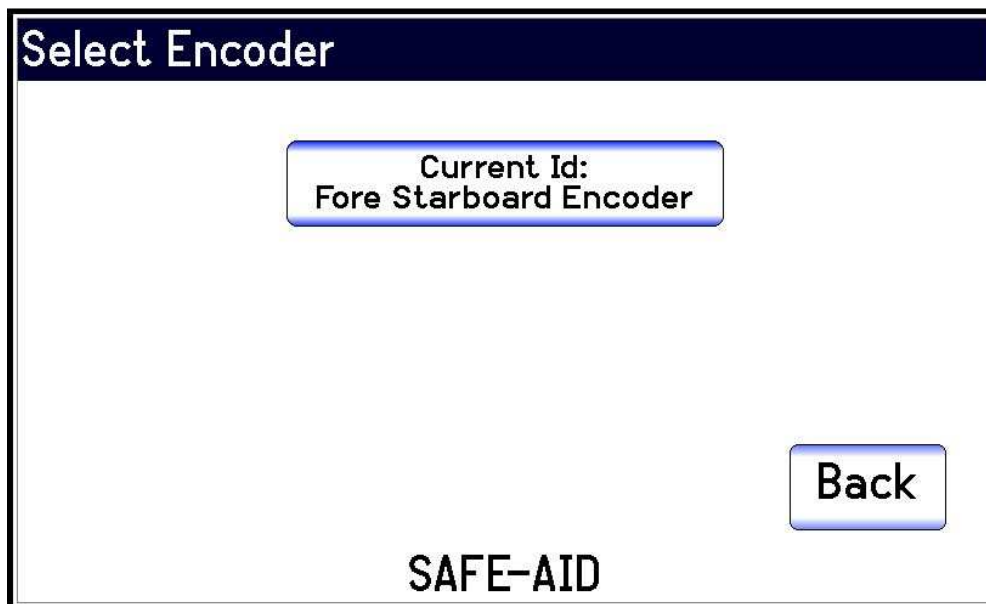 Select Encoder
Current Id:
Fore Starboard Encoder
Back
SAFE-AID